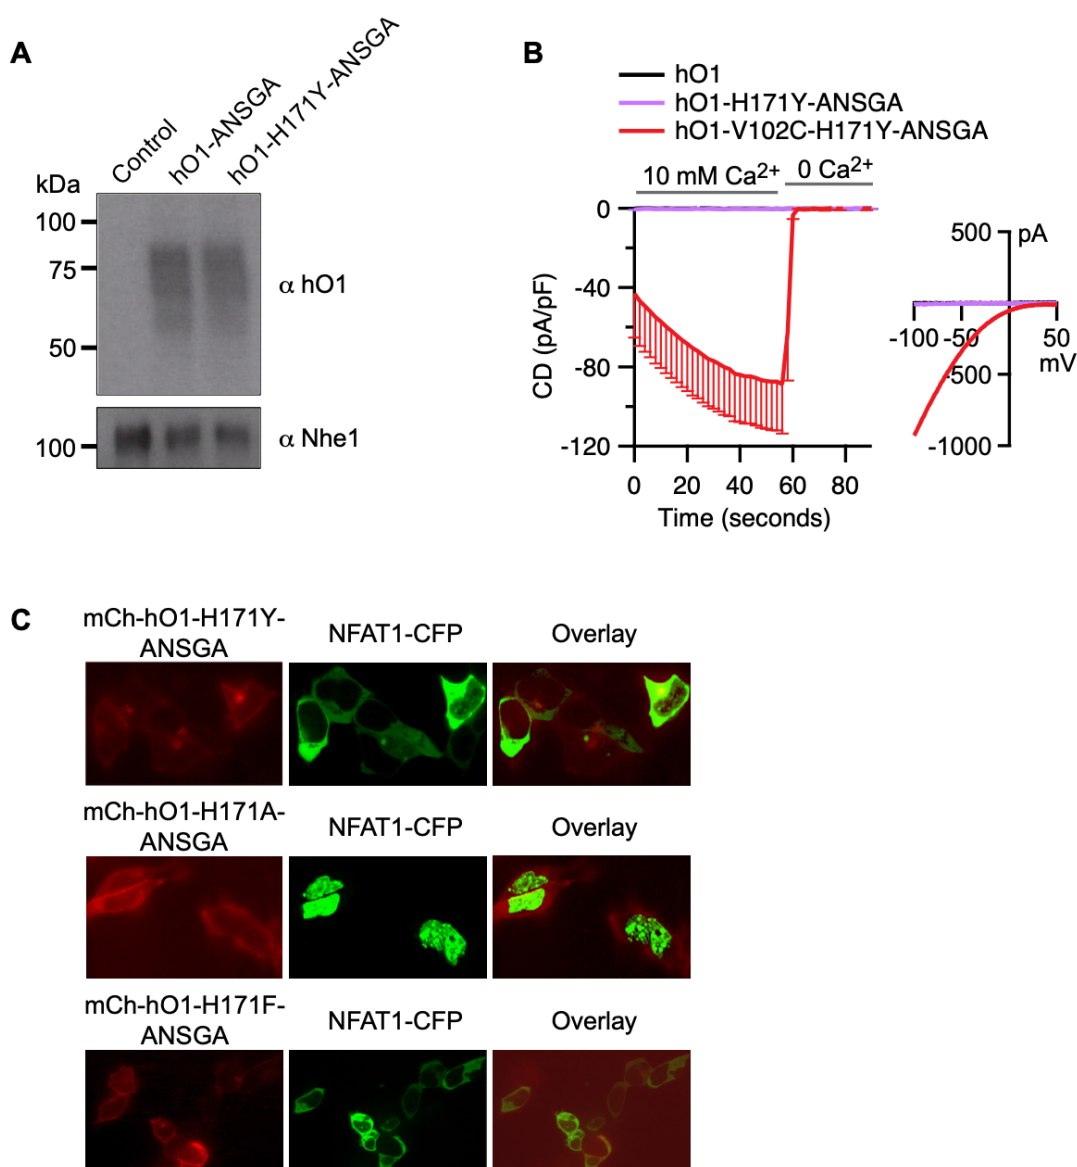 A
Control
hO1-ANSGA
hO1-H171Y-ANSGA
kDa
100
75
50
α hO1
100
α Nhe1
B
hO1
hO1-H171Y-ANSGA
hO1-V102C-H171Y-ANSGA
10 mM Ca2+
0 Ca2+
0
-40
-80
-120
CD (pA/pF)
0 20 40 60 80
Time (seconds)
500 pA
-100 -50 50
mV
-500
-1000
C
mCh-hO1-H171Y-
ANSGA
NFAT1-CFP
Overlay
mCh-hO1-H171A-
ANSGA
NFAT1-CFP
Overlay
mCh-hO1-H171F-
ANSGA
NFAT1-CFP
Overlay